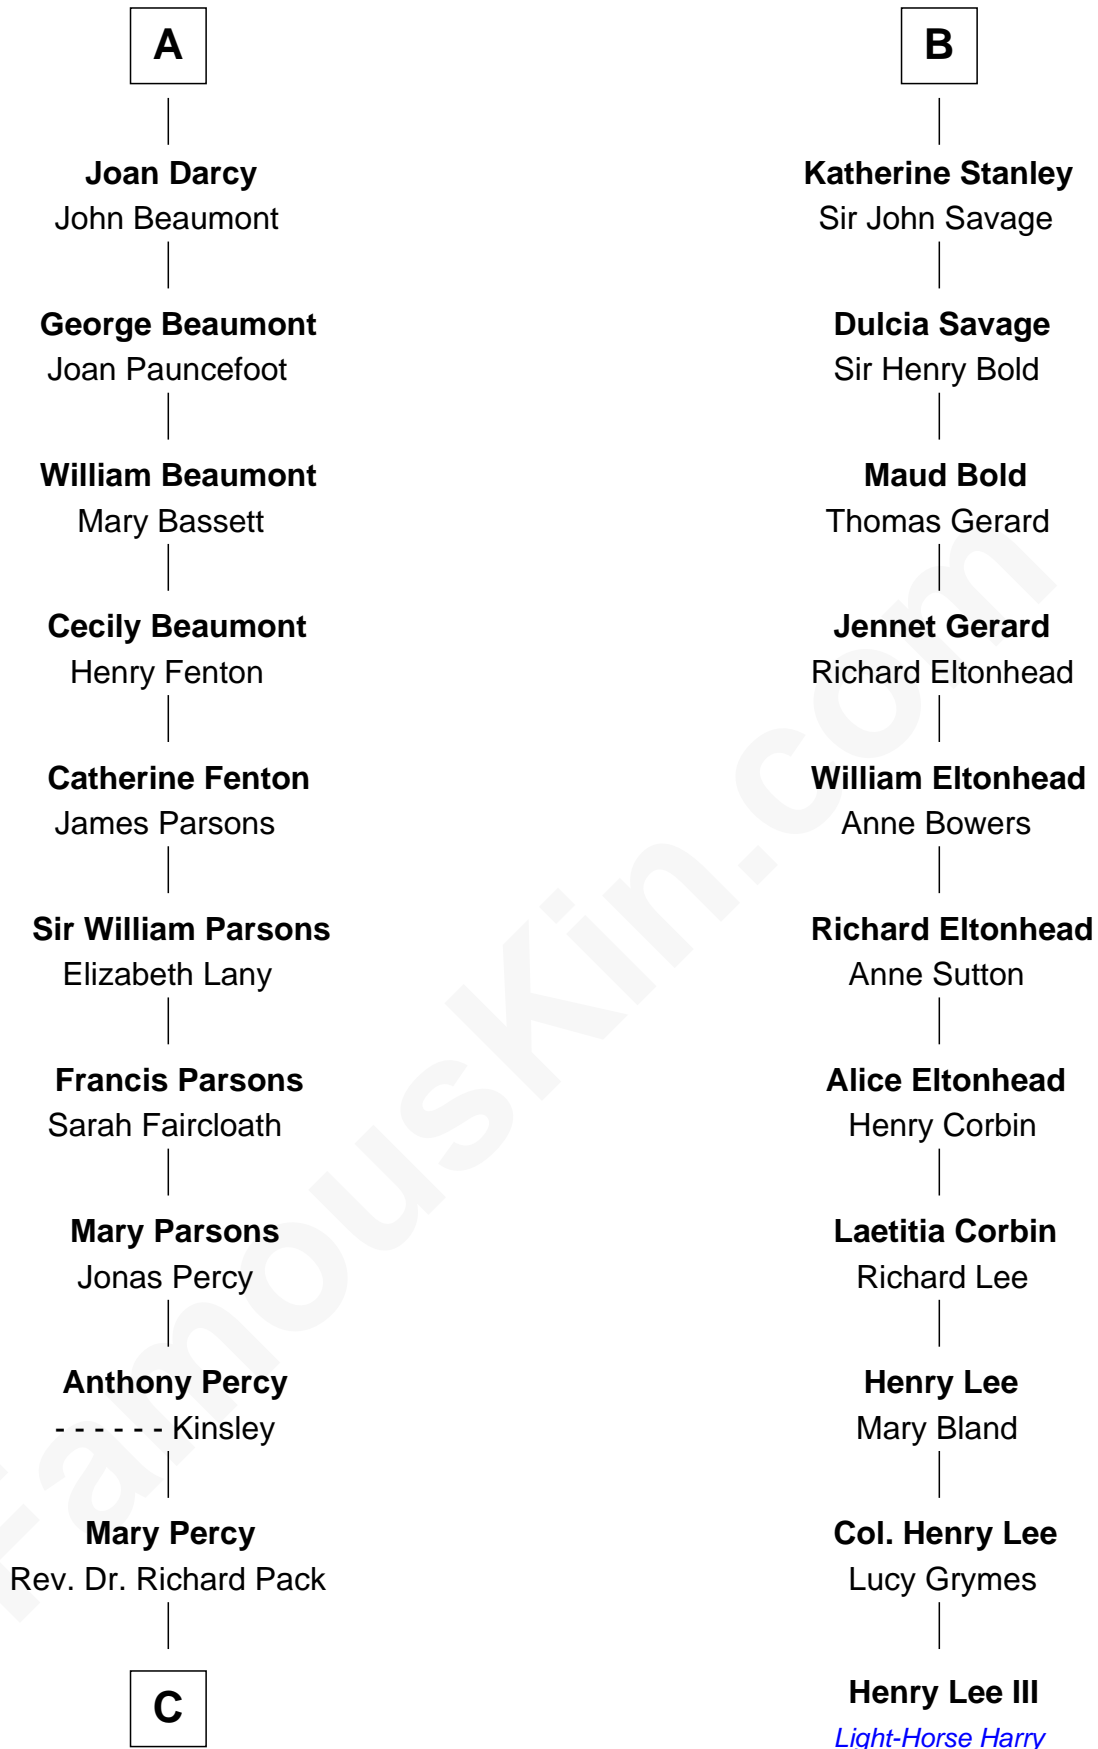 A
Joan Darcy
John Beaumont
George Beaumont
Joan Pauncefoot
William Beaumont
Mary Bassett
Cecily Beaumont
Henry Fenton
Catherine Fenton
James Parsons
Sir William Parsons
Elizabeth Lany
Francis Parsons
Sarah Faircloath
Mary Parsons
Jonas Percy
Anthony Percy
- - - - - - Kinsley
Mary Percy
Rev. Dr. Richard Pack
C
B
Katherine Stanley
Sir John Savage
Dulcia Savage
Sir Henry Bold
Maud Bold
Thomas Gerard
Jennet Gerard
Richard Eltonhead
William Eltonhead
Anne Bowers
Richard Eltonhead
Anne Sutton
Alice Eltonhead
Henry Corbin
Laetitia Corbin
Richard Lee
Henry Lee
Mary Bland
Col. Henry Lee
Lucy Grymes
Henry Lee III
Light-Horse Harry
FamousKin.com